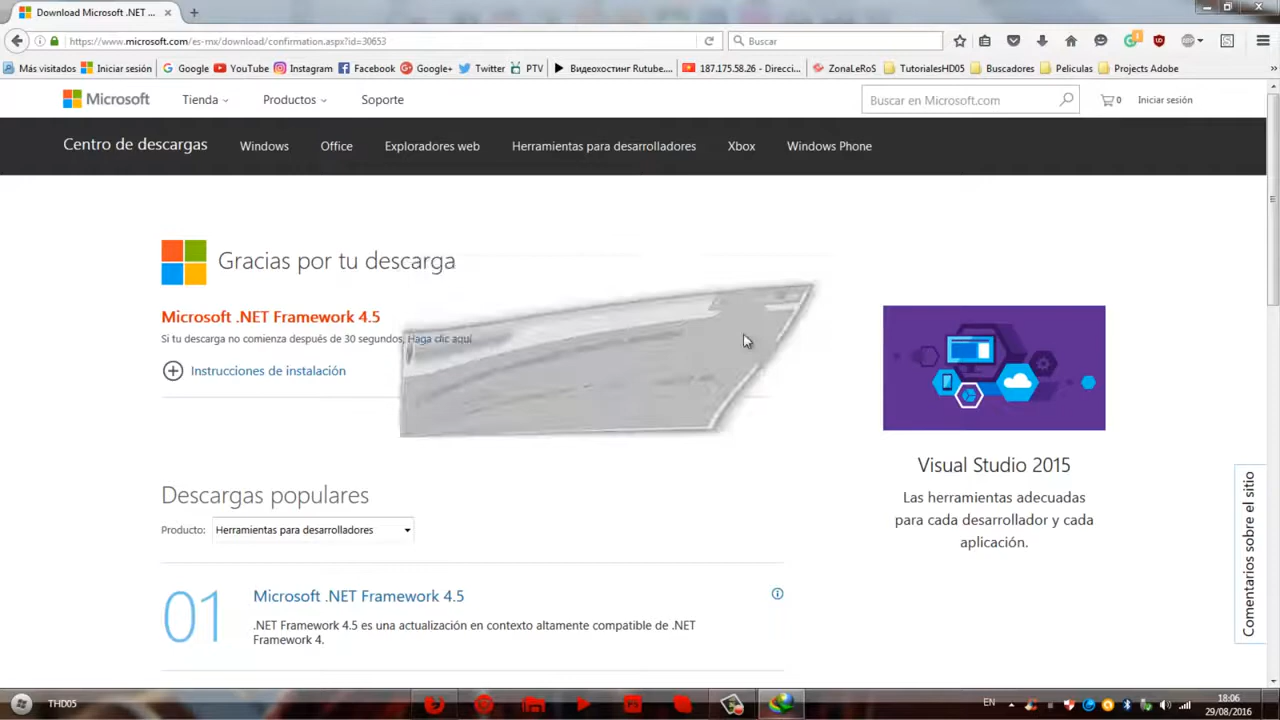 Download Microsoft .NET ...
https://www.microsoft.com/es-mx/download/confirmation.aspx?id=30653
Buscar
Más visitados Iniciar sesión Google YouTube Instagram Facebook Google+ Twitter PTV Видеохостинг Rutube... 187.175.58.26 - Direcci... ZonaLeRoS TutorialesHD05 Buscadores Peliculas Projects Adobe
Microsoft Tienda Productos Soporte
Buscar en Microsoft.com
0 Iniciar sesión
Centro de descargas Windows Office Exploradores web Herramientas para desarrolladores Xbox Windows Phone
Gracias por tu descarga
Microsoft .NET Framework 4.5
Si tu descarga no comienza después de 30 segundos, Haga clic aquí
Instrucciones de instalación
Visual Studio 2015
Las herramientas adecuadas
para cada desarrollador y cada
aplicación.
Comentarios sobre el sitio
Descargas populares
Producto: Herramientas para desarrolladores
01
Microsoft .NET Framework 4.5
.NET Framework 4.5 es una actualización en contexto altamente compatible de .NET
Framework 4.
THD05
EN
18:06
29/08/2016